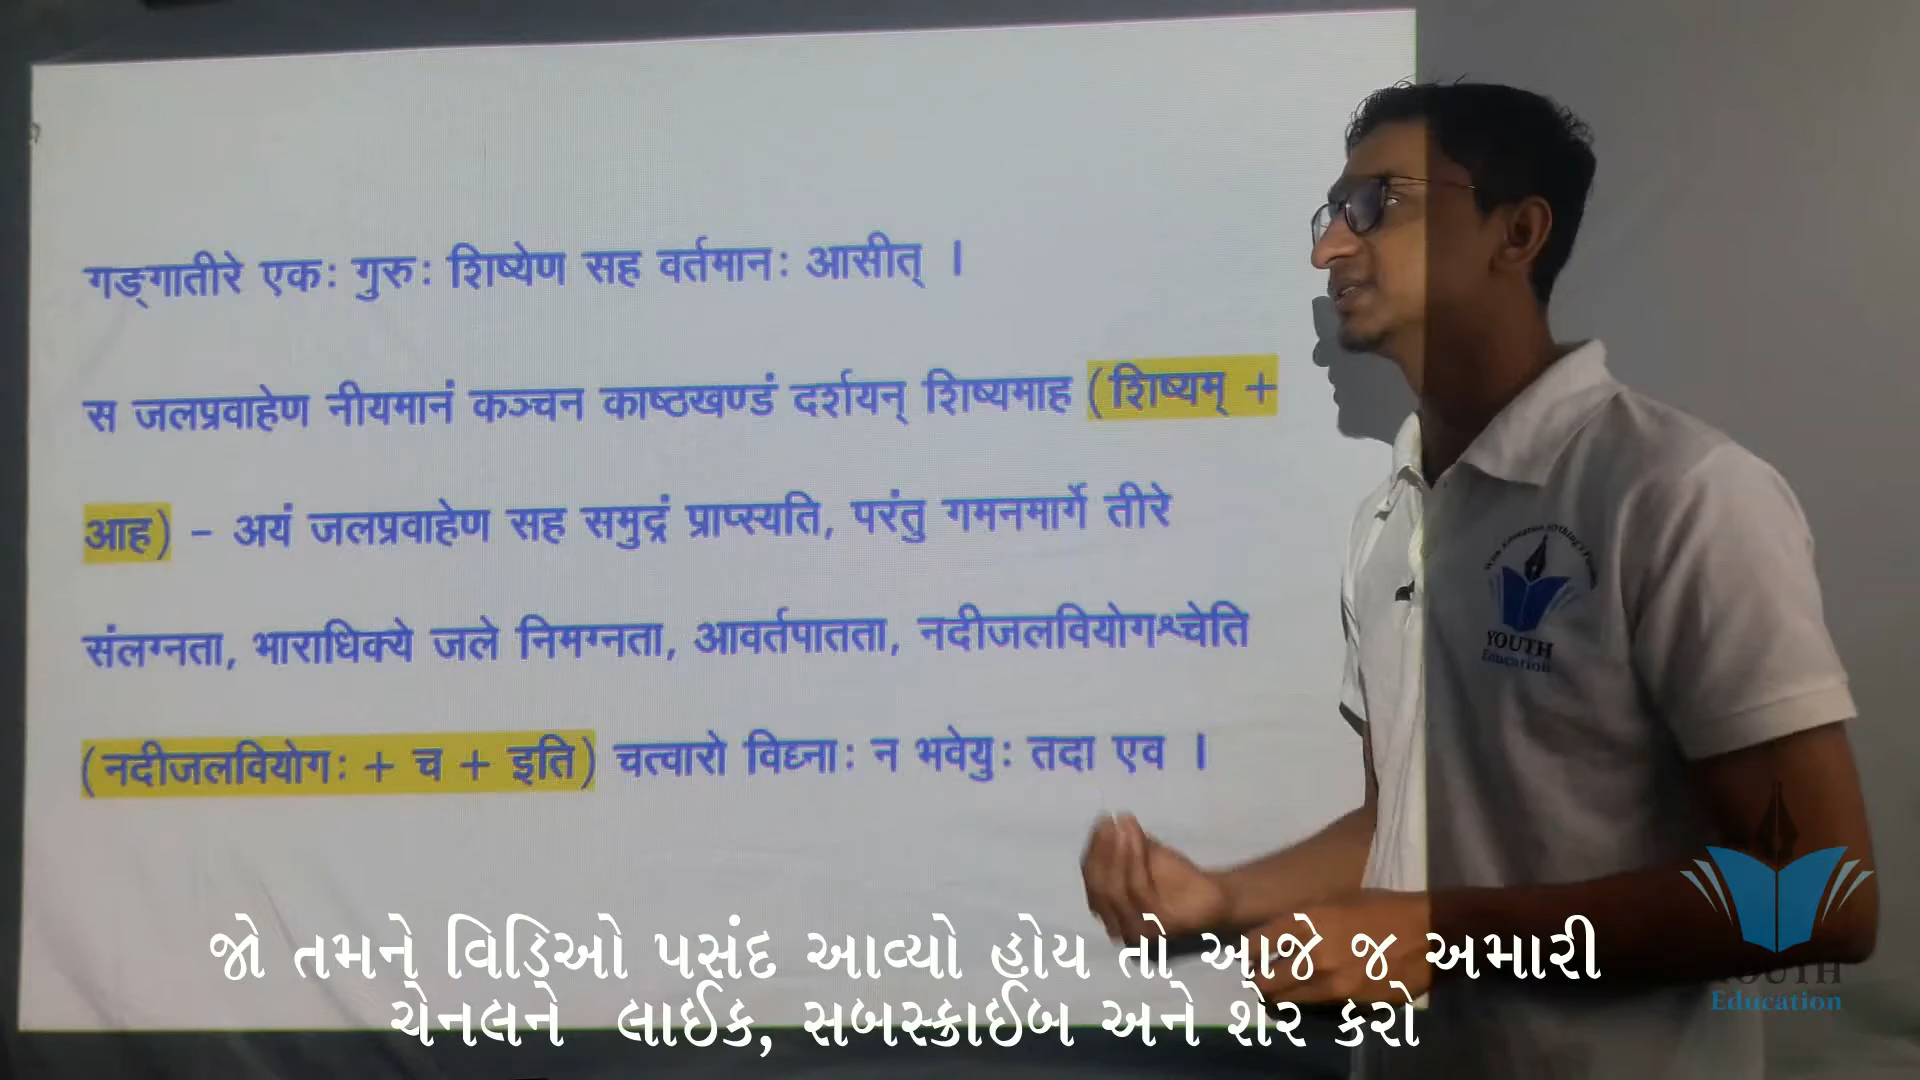 गङ्गातीरे एकः गुरुः शिष्येण सह वर्तमानः आसीत् ।
स जलप्रवाहेण नीयमानं कञ्चन काष्ठखण्डं दर्शयन् शिष्यमाह (शिष्यम् +
आह) – अयं जलप्रवाहेण सह समुद्रं प्राप्स्यति, परंतु गमनमार्गे तीरे
संलग्नता, भाराधिक्ये जले निमग्नता, आवर्तपातता, नदीजलवियोगश्चेति
(नदीजलवियोगः + च + इति) चत्वारो विघ्नाः न भवेयुः तदा एव ।
YOUTH
Education
જો તમને વિડિઓ પસંદ આવ્યો હોય તો આજે જ અમારી
ચેનલને લાઈક, સબસ્ક્રાઈબ અને શેર કરો
YOUTH
Education